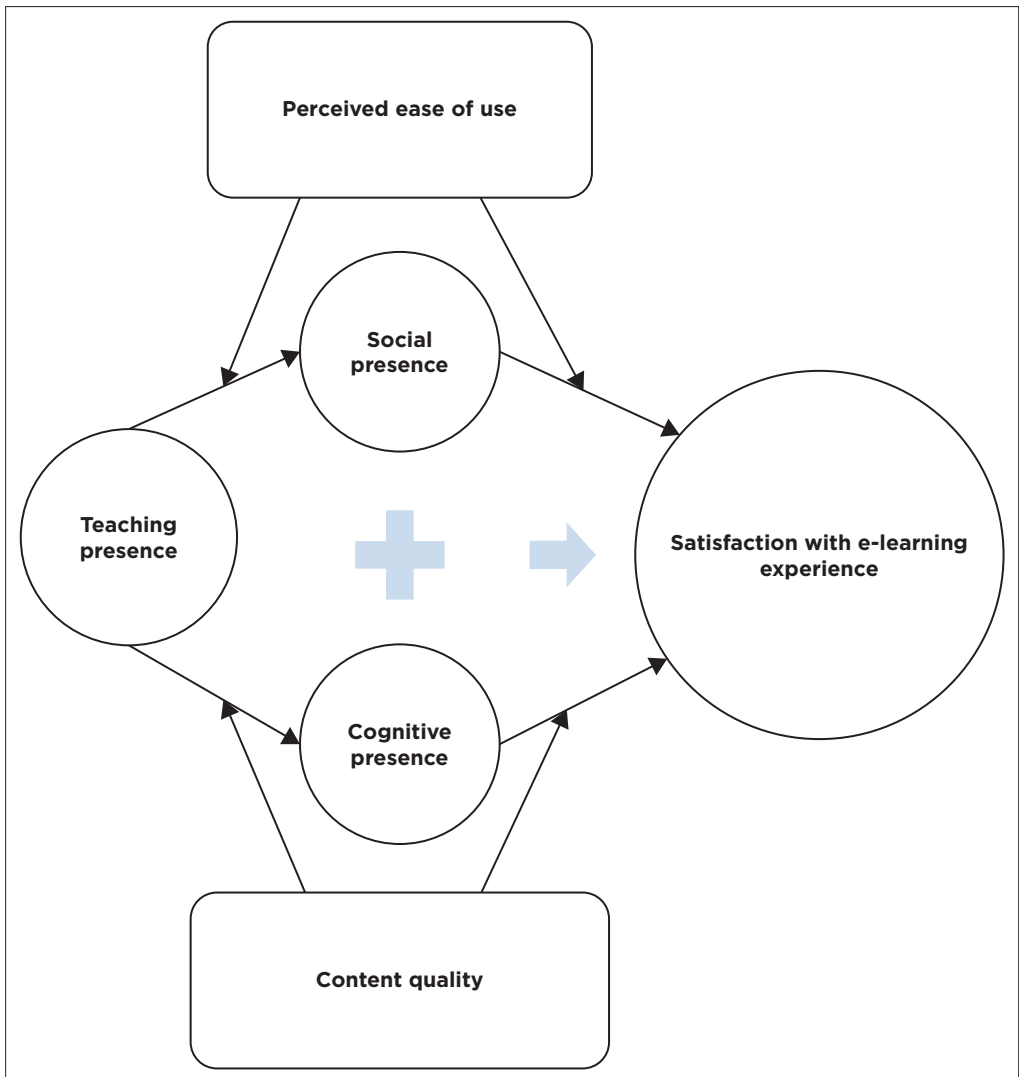 Perceived ease of use
Social
presence
Teaching
presence
Satisfaction with e-learning
experience
Cognitive
presence
Content quality